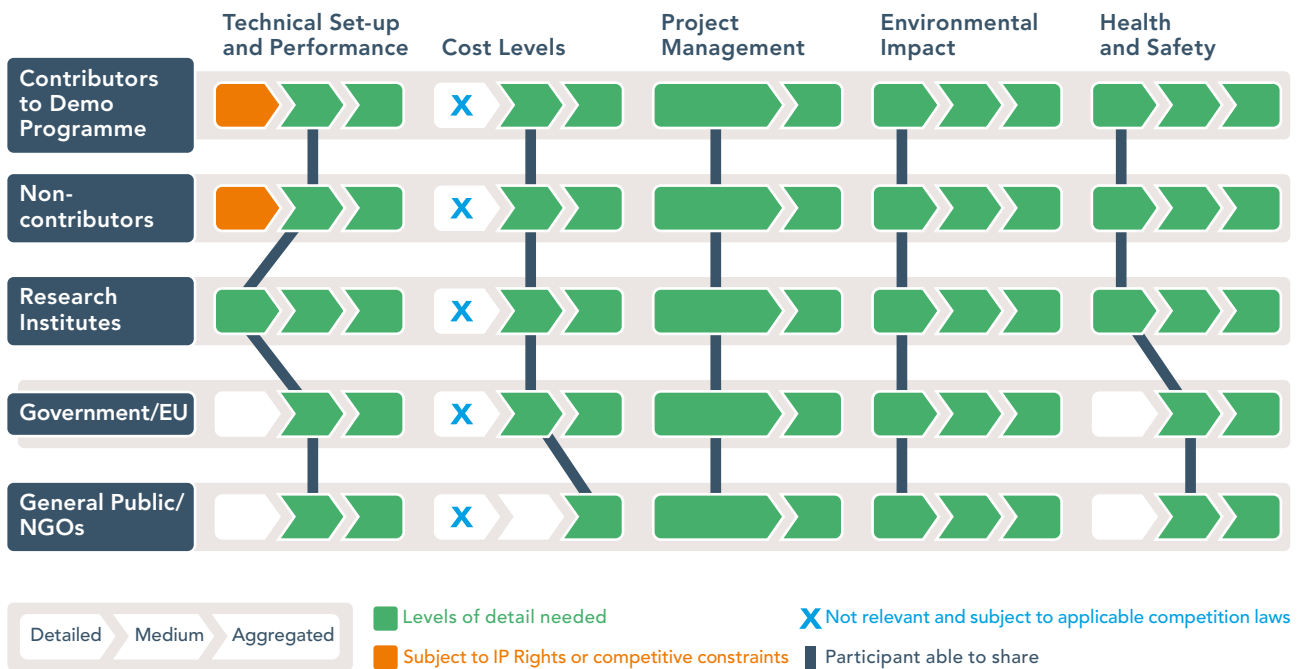 Technical Set-up
and Performance
Cost Levels
Project
Management
Environmental
Impact
Health
and Safety
Contributors
to Demo
Programme
X
Non-
contributors
X
Research
Institutes
X
Government/EU
X
General Public/
NGOs
X
Detailed
Medium
Aggregated
Levels of detail needed
X Not relevant and subject to applicable competition laws
Subject to IP Rights or competitive constraints
Participant able to share